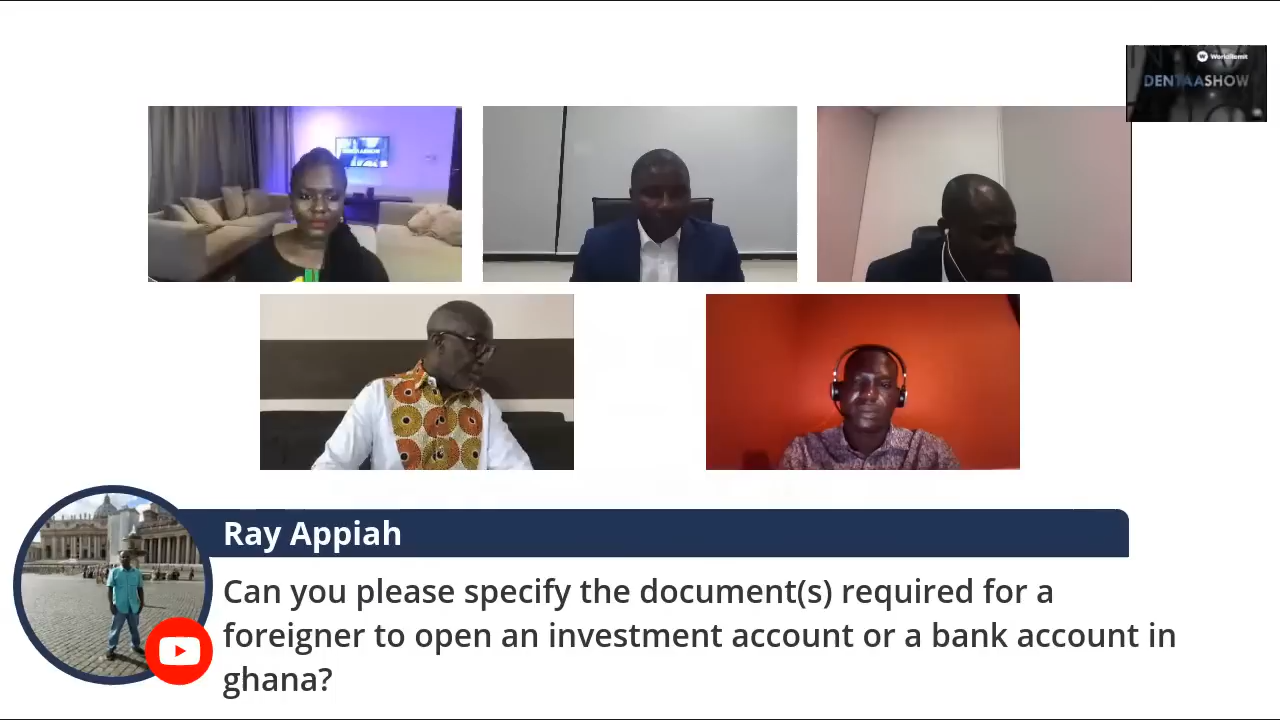 WorldRemit
DENTAASHOW
Ray Appiah
Can you please specify the document(s) required for a
foreigner to open an investment account or a bank account in
ghana?